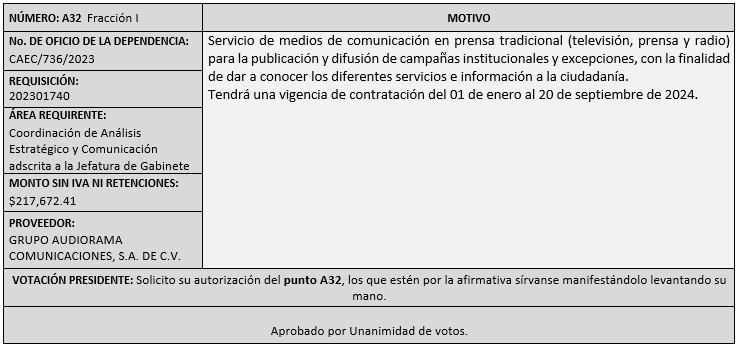 NÚMERO: A32 Fracción I
MOTIVO
No. DE OFICIO DE LA DEPENDENCIA:
CAEC/736/2023
REQUISICIÓN:
202301740
ÁREA REQUIRENTE:
Coordinación de Análisis
Estratégico y Comunicación
adscrita a la Jefatura de Gabinete
MONTO SIN IVA NI RETENCIONES:
$217,672.41
PROVEEDOR:
GRUPO AUDIORAMA
COMUNICACIONES, S.A. DE C.V.
Servicio de medios de comunicación en prensa tradicional (televisión, prensa y radio)
para la publicación y difusión de campañas institucionales y excepciones, con la finalidad
de dar a conocer los diferentes servicios e información a la ciudadanía.
Tendrá una vigencia de contratación del 01 de enero al 20 de septiembre de 2024.
VOTACIÓN PRESIDENTE: Solicito su autorización del punto A32, los que estén por la afirmativa sírvanse manifestándolo levantando su
mano.
Aprobado por Unanimidad de votos.